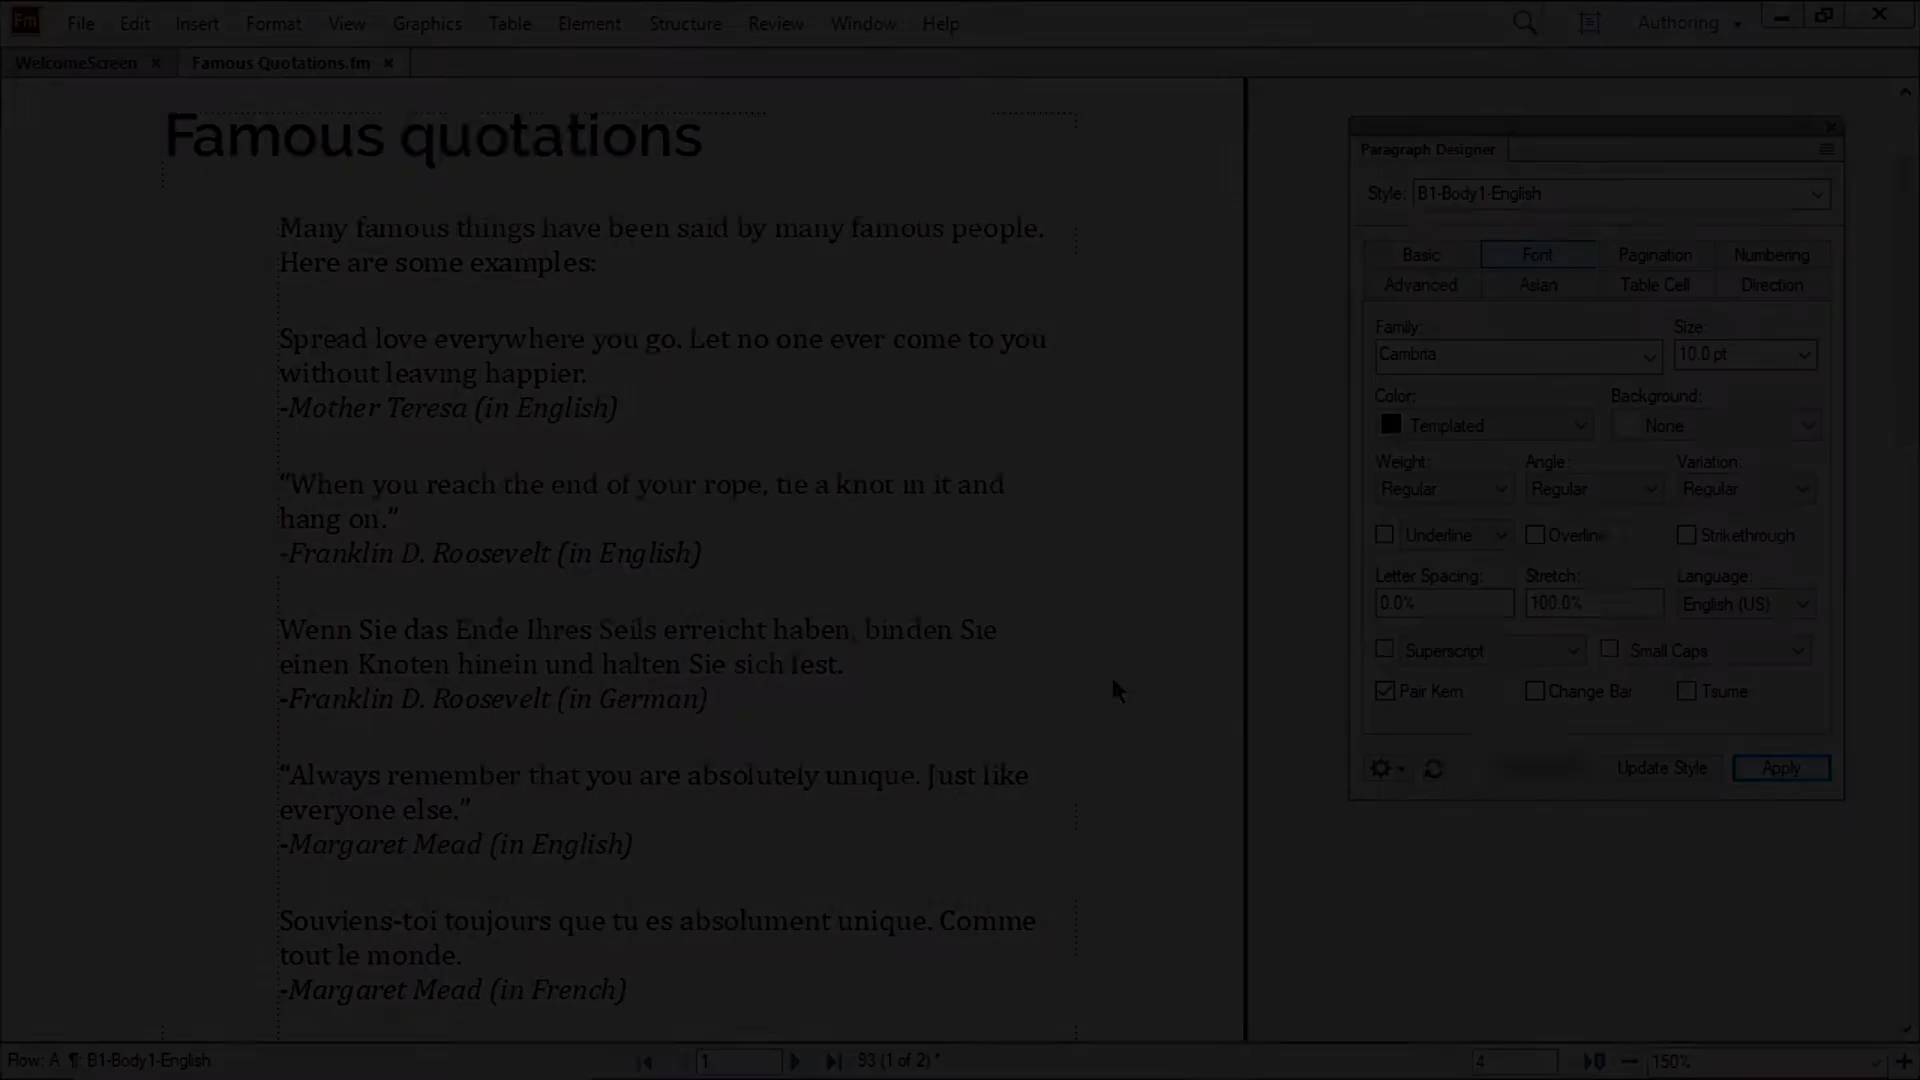 Fm File Edit Insert Format View Graphics Table Element Structure Review Window Help Authoring
WelcomeScreen Famous Quotations.fm
Famous quotations
Many famous things have been said by many famous people.
Here are some examples:
Spread love everywhere you go. Let no one ever come to you
without leaving happier.
-Mother Teresa (in English)
“When you reach the end of your rope, tie a knot in it and
hang on.”
-Franklin D. Roosevelt (in English)
Wenn Sie das Ende Ihres Seils erreicht haben, binden Sie
einen Knoten hinein und halten Sie sich fest.
-Franklin D. Roosevelt (in German)
“Always remember that you are absolutely unique. Just like
everyone else.”
-Margaret Mead (in English)
Souviens-toi toujours que tu es absolument unique. Comme
tout le monde.
-Margaret Mead (in French)
Paragraph Designer
Style: B1-Body1-English
Basic Font Pagination Numbering
Advanced Asian Table Cell Direction
Family: Size:
Cambria 10.0 pt
Color: Background:
Templated None
Weight: Angle: Variation:
Regular Regular Regular
Underline Overline Strikethrough
Letter Spacing: Stretch: Language:
0.0% 100.0% English (US)
Superscript Small Caps
Pair Kern Change Bar Tsume
Update Style Apply
Flow: A ¶: B1-Body1-English 1 93 (1 of 2) * 4 150%